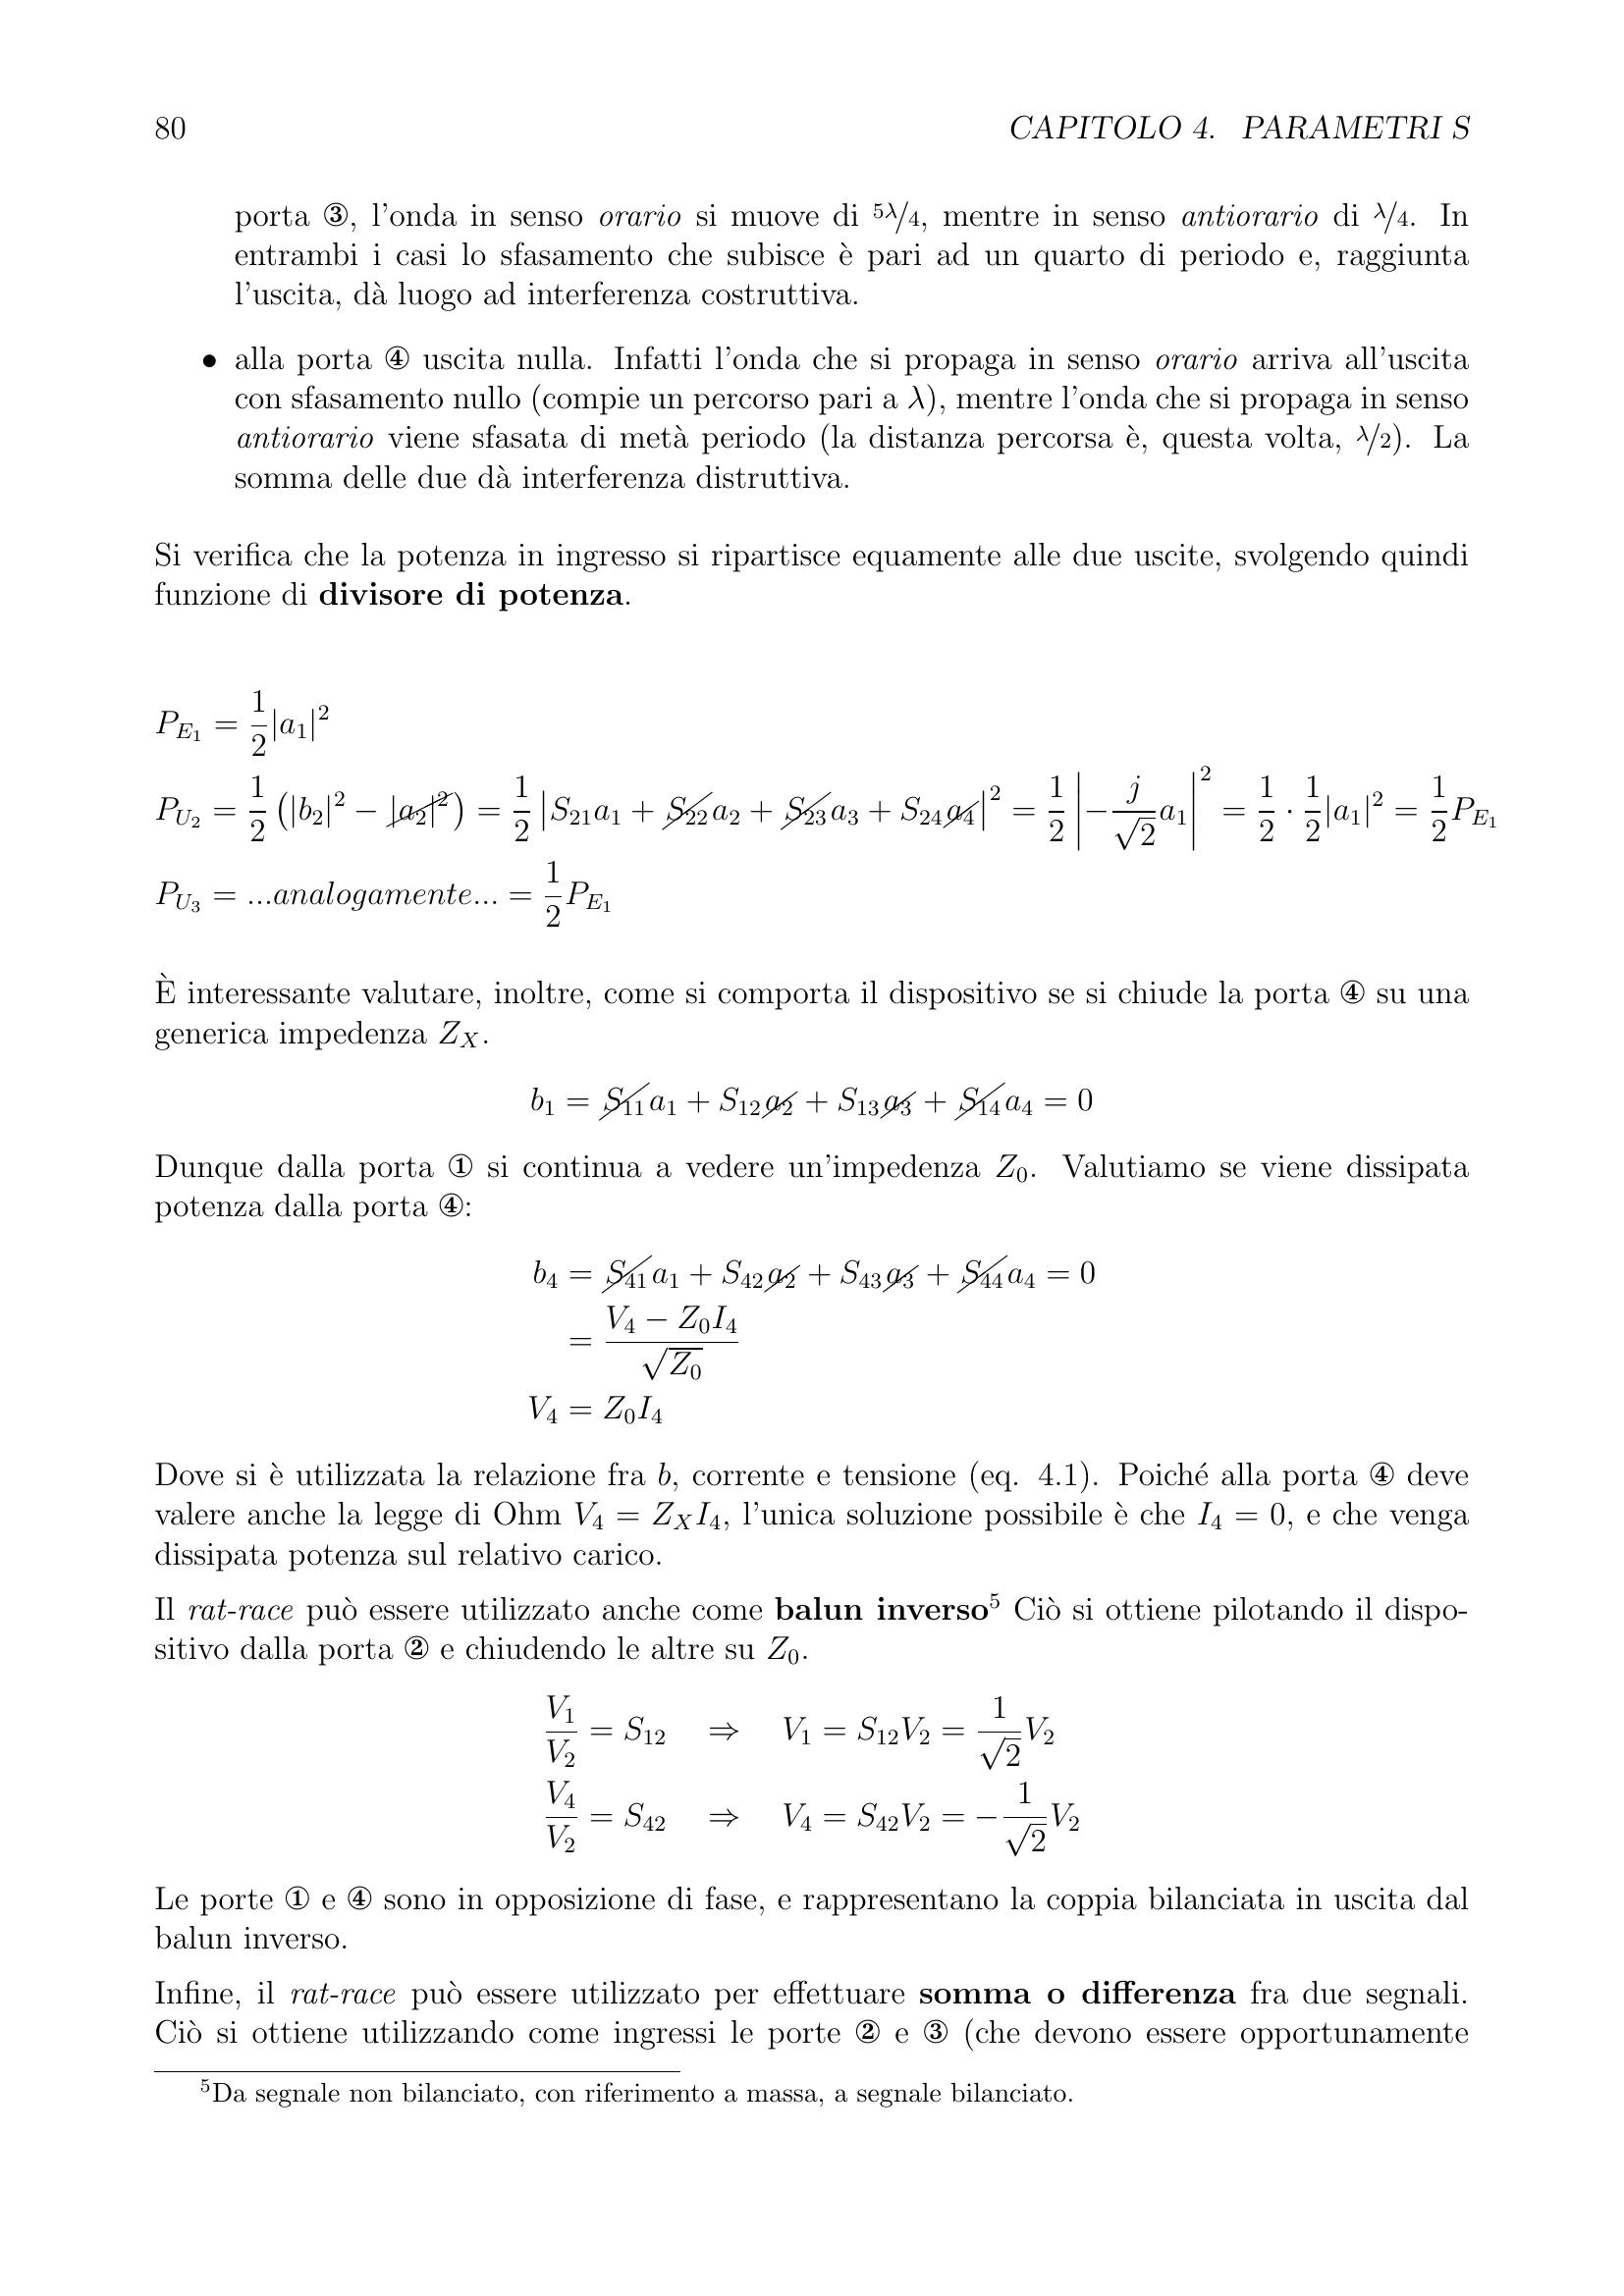 80 CAPITOLO 4. PARAMETRI S
porta ③, l'onda in senso orario si muove di 5λ/4, mentre in senso antiorario di λ/4. In
entrambi i casi lo sfasamento che subisce è pari ad un quarto di periodo e, raggiunta
l'uscita, dà luogo ad interferenza costruttiva.
• alla porta ④ uscita nulla. Infatti l'onda che si propaga in senso orario arriva all'uscita
con sfasamento nullo (compie un percorso pari a λ), mentre l'onda che si propaga in senso
antiorario viene sfasata di metà periodo (la distanza percorsa è, questa volta, λ/2). La
somma delle due dà interferenza distruttiva.
Si verifica che la potenza in ingresso si ripartisce equamente alle due uscite, svolgendo quindi
funzione di divisore di potenza.
P_{E_1} = \frac{1}{2}|a_1|^2
P_{U_2} = \frac{1}{2}\left(|b_2|^2 - \cancel{|a_2|^2}\right) = \frac{1}{2}\left|S_{21}a_1 + \cancel{S_{22}}a_2 + \cancel{S_{23}}a_3 + S_{24}\cancel{a_4}\right|^2 = \frac{1}{2}\left|-\frac{j}{\sqrt{2}}a_1\right|^2 = \frac{1}{2} \cdot \frac{1}{2}|a_1|^2 = \frac{1}{2}P_{E_1}
P_{U_3} = ...analogamente... = \frac{1}{2}P_{E_1}
È interessante valutare, inoltre, come si comporta il dispositivo se si chiude la porta ④ su una
generica impedenza Z_X.
b_1 = \cancel{S_{11}}a_1 + S_{12}\cancel{a_2} + S_{13}\cancel{a_3} + \cancel{S_{14}}a_4 = 0
Dunque dalla porta ① si continua a vedere un'impedenza Z_0. Valutiamo se viene dissipata
potenza dalla porta ④:
b_4 = \cancel{S_{41}}a_1 + S_{42}\cancel{a_2} + S_{43}\cancel{a_3} + \cancel{S_{44}}a_4 = 0
= \frac{V_4 - Z_0 I_4}{\sqrt{Z_0}}
V_4 = Z_0 I_4
Dove si è utilizzata la relazione fra b, corrente e tensione (eq. 4.1). Poiché alla porta ④ deve
valere anche la legge di Ohm V_4 = Z_X I_4, l'unica soluzione possibile è che I_4 = 0, e che venga
dissipata potenza sul relativo carico.
Il rat-race può essere utilizzato anche come balun inverso^5 Ciò si ottiene pilotando il dispo-
sitivo dalla porta ② e chiudendo le altre su Z_0.
\frac{V_1}{V_2} = S_{12} ⇒ V_1 = S_{12}V_2 = \frac{1}{\sqrt{2}}V_2
\frac{V_4}{V_2} = S_{42} ⇒ V_4 = S_{42}V_2 = -\frac{1}{\sqrt{2}}V_2
Le porte ① e ④ sono in opposizione di fase, e rappresentano la coppia bilanciata in uscita dal
balun inverso.
Infine, il rat-race può essere utilizzato per effettuare somma o differenza fra due segnali.
Ciò si ottiene utilizzando come ingressi le porte ② e ③ (che devono essere opportunamente
^5Da segnale non bilanciato, con riferimento a massa, a segnale bilanciato.